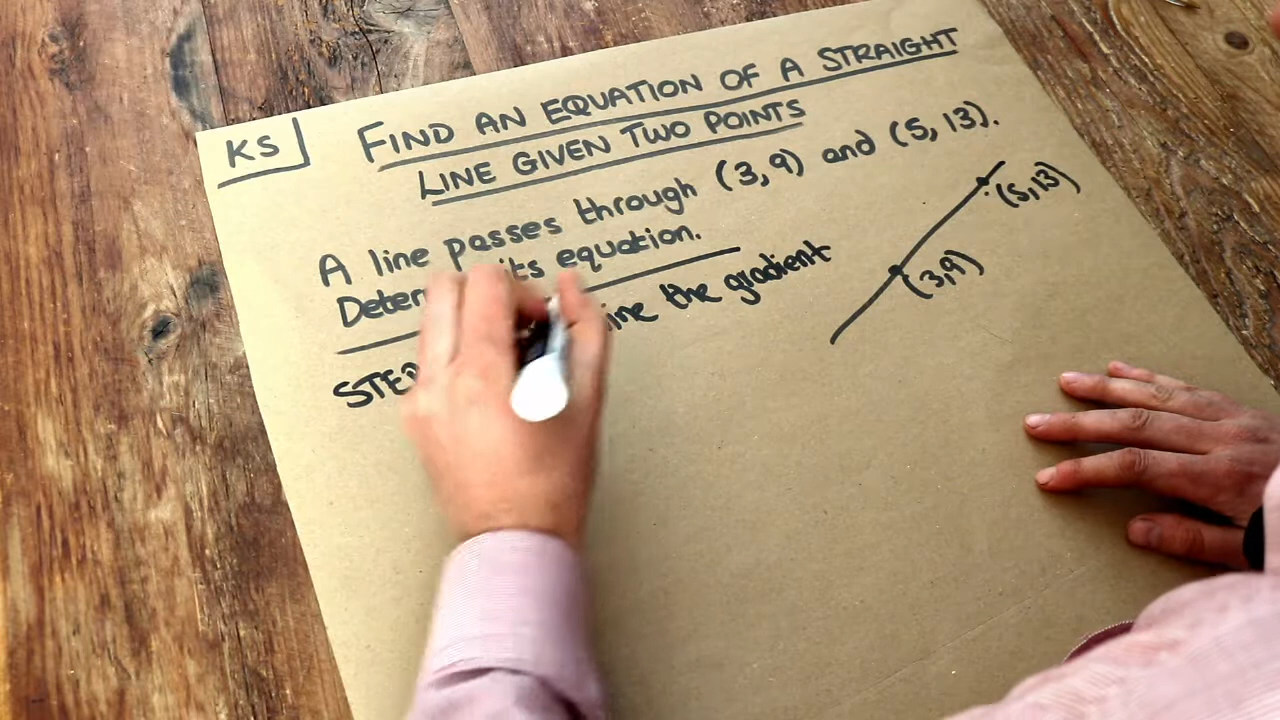 KS
FIND AN EQUATION OF A STRAIGHT
LINE GIVEN TWO POINTS
A line passes through (3,9) and (5,13).
its equation.
the gradient
(5,13)
(3,9)